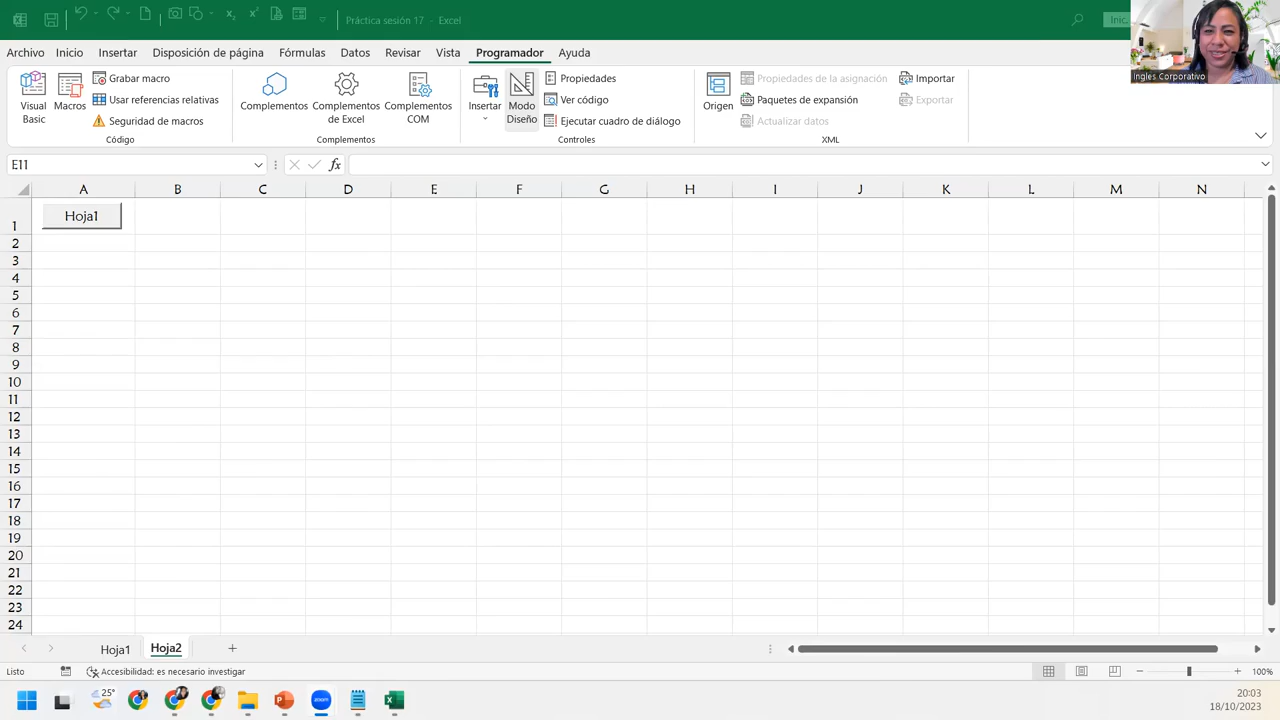 Práctica sesión 17 - Excel
Inic.
Archivo Inicio Insertar Disposición de página Fórmulas Datos Revisar Vista Programador Ayuda
Ingles Corporativo
Visual Basic
Macros
Grabar macro
Usar referencias relativas
Seguridad de macros
Código
Complementos
Complementos de Excel
Complementos COM
Complementos
Insertar
Modo Diseño
Propiedades
Ver código
Ejecutar cuadro de diálogo
Controles
Origen
Propiedades de la asignación
Paquetes de expansión
Actualizar datos
Importar
Exportar
XML
E11
fx
A B C D E F G H I J K L M N
Hoja1
1
2
3
4
5
6
7
8
9
10
11
12
13
14
15
16
17
18
19
20
21
22
23
24
Hoja1 Hoja2 +
Listo Accesibilidad: es necesario investigar
100%
25°
zoom
20:03
18/10/2023